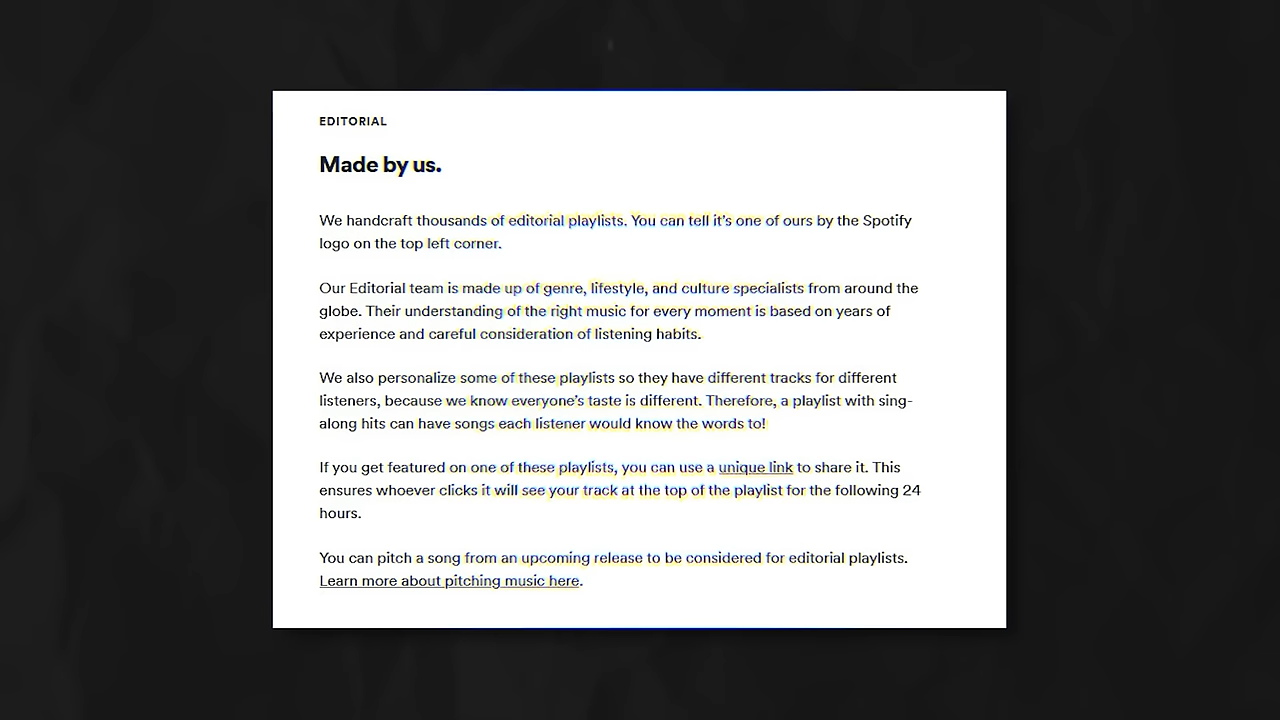 EDITORIAL
Made by us.
We handcraft thousands of editorial playlists. You can tell it's one of ours by the Spotify
logo on the top left corner.
Our Editorial team is made up of genre, lifestyle, and culture specialists from around the
globe. Their understanding of the right music for every moment is based on years of
experience and careful consideration of listening habits.
We also personalize some of these playlists so they have different tracks for different
listeners, because we know everyone's taste is different. Therefore, a playlist with sing-
along hits can have songs each listener would know the words to!
If you get featured on one of these playlists, you can use a unique link to share it. This
ensures whoever clicks it will see your track at the top of the playlist for the following 24
hours.
You can pitch a song from an upcoming release to be considered for editorial playlists.
Learn more about pitching music here.